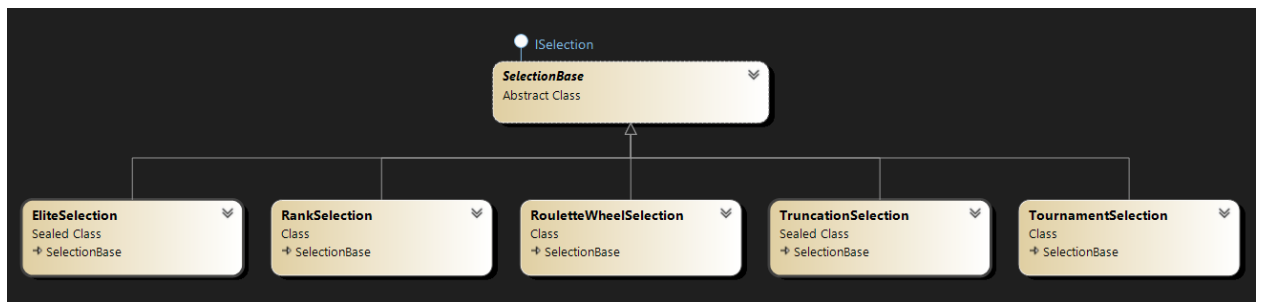 ISelection
SelectionBase
Abstract Class
EliteSelection
Sealed Class
SelectionBase
RankSelection
Class
SelectionBase
RouletteWheelSelection
Class
SelectionBase
TruncationSelection
Sealed Class
SelectionBase
TournamentSelection
Class
SelectionBase